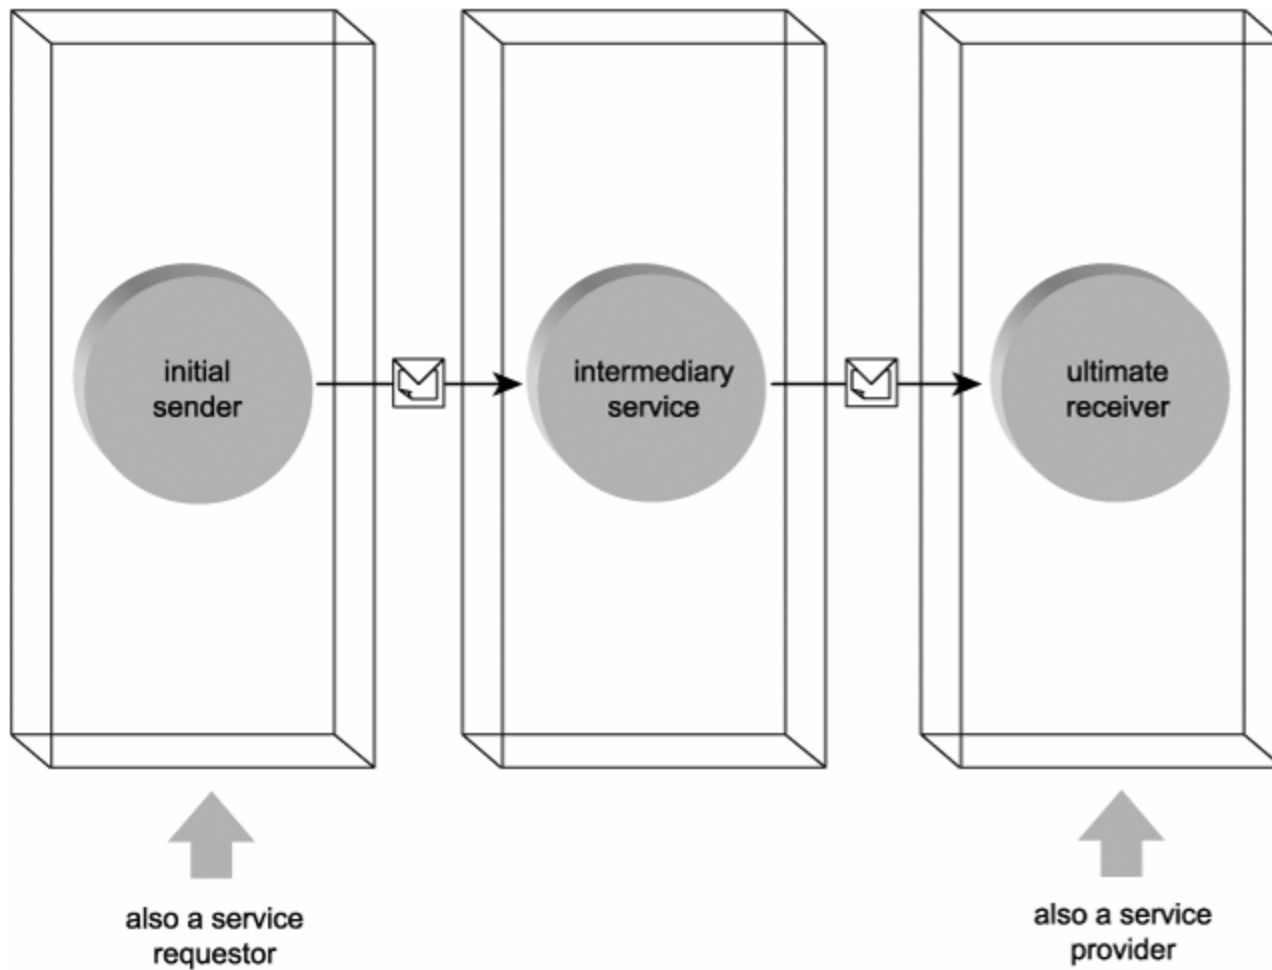 initial
sender
intermediary
service
ultimate
receiver
also a service
requestor
also a service
provider